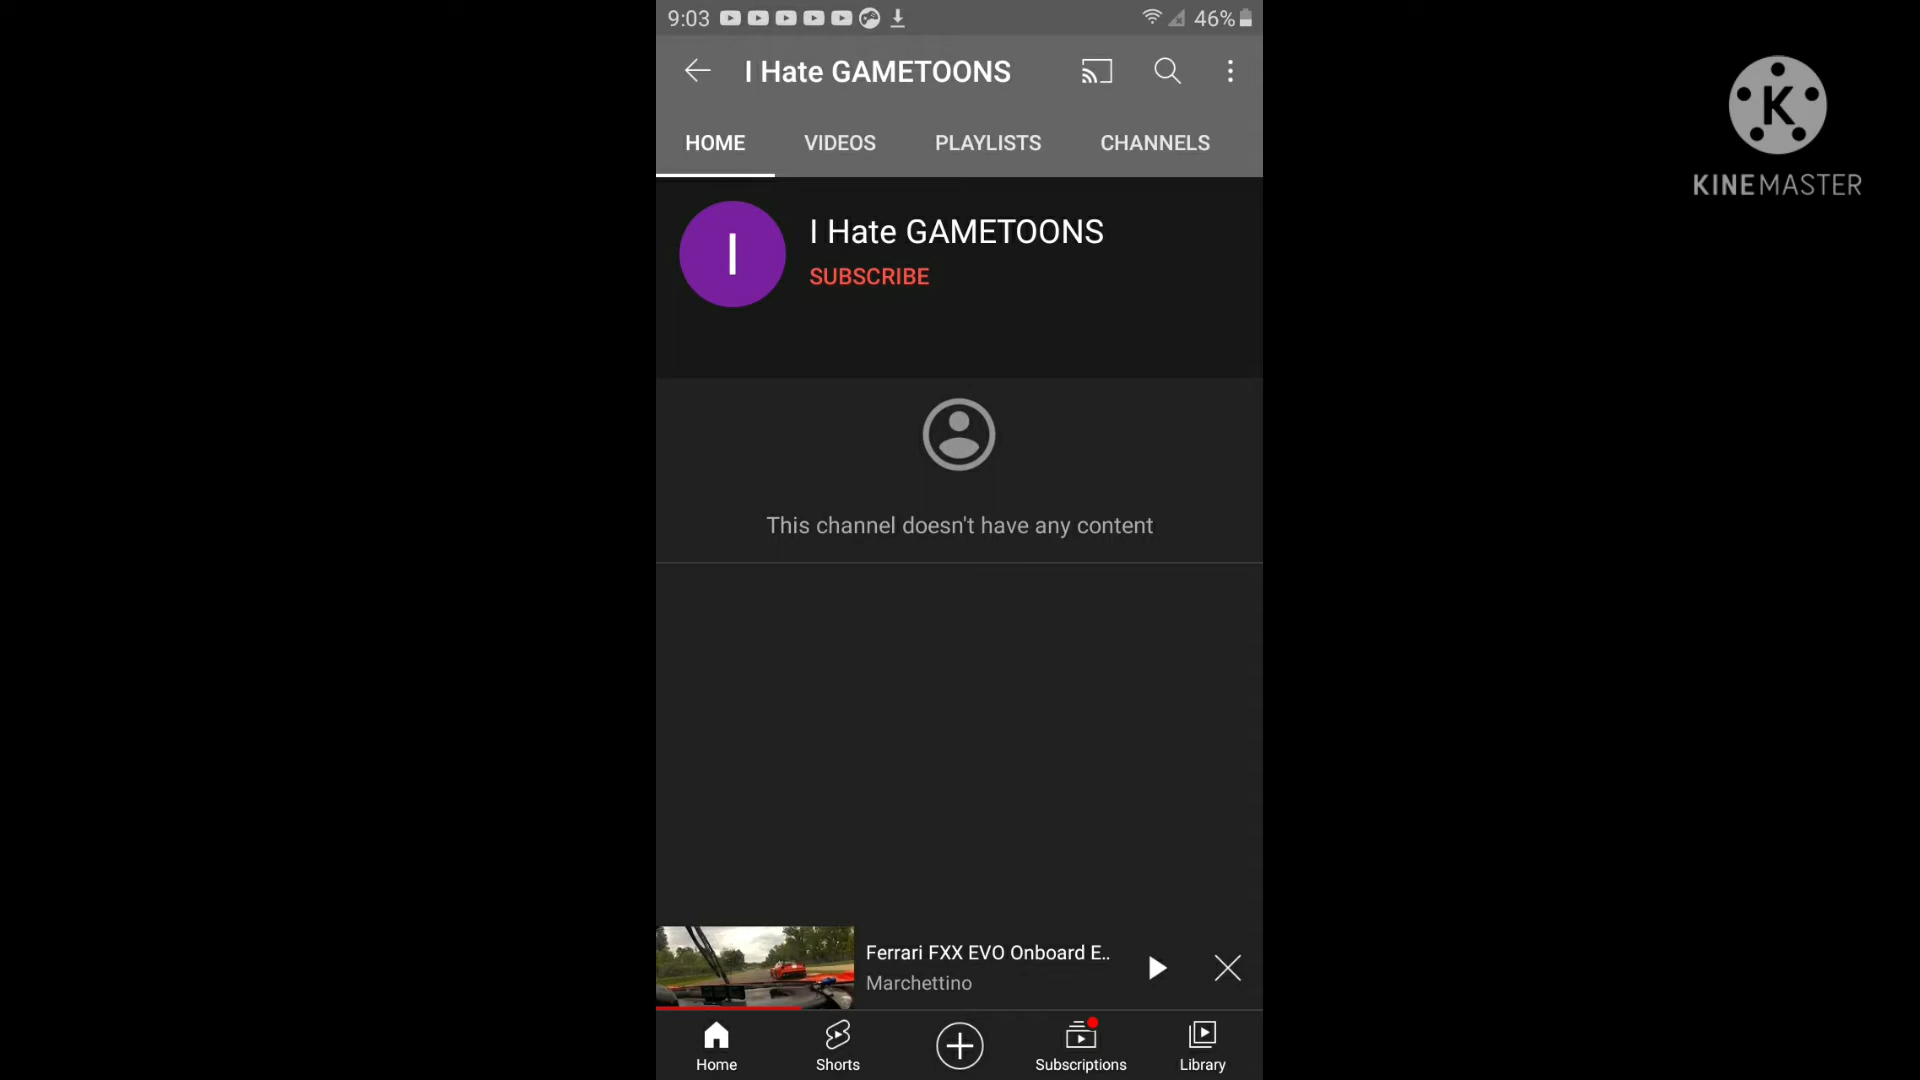 9:03
46%
I Hate GAMETOONS
HOME
VIDEOS
PLAYLISTS
CHANNELS
I
I Hate GAMETOONS
SUBSCRIBE
This channel doesn't have any content
Ferrari FXX EVO Onboard E..
Marchettino
Home
Shorts
Subscriptions
Library
K
KINEMASTER